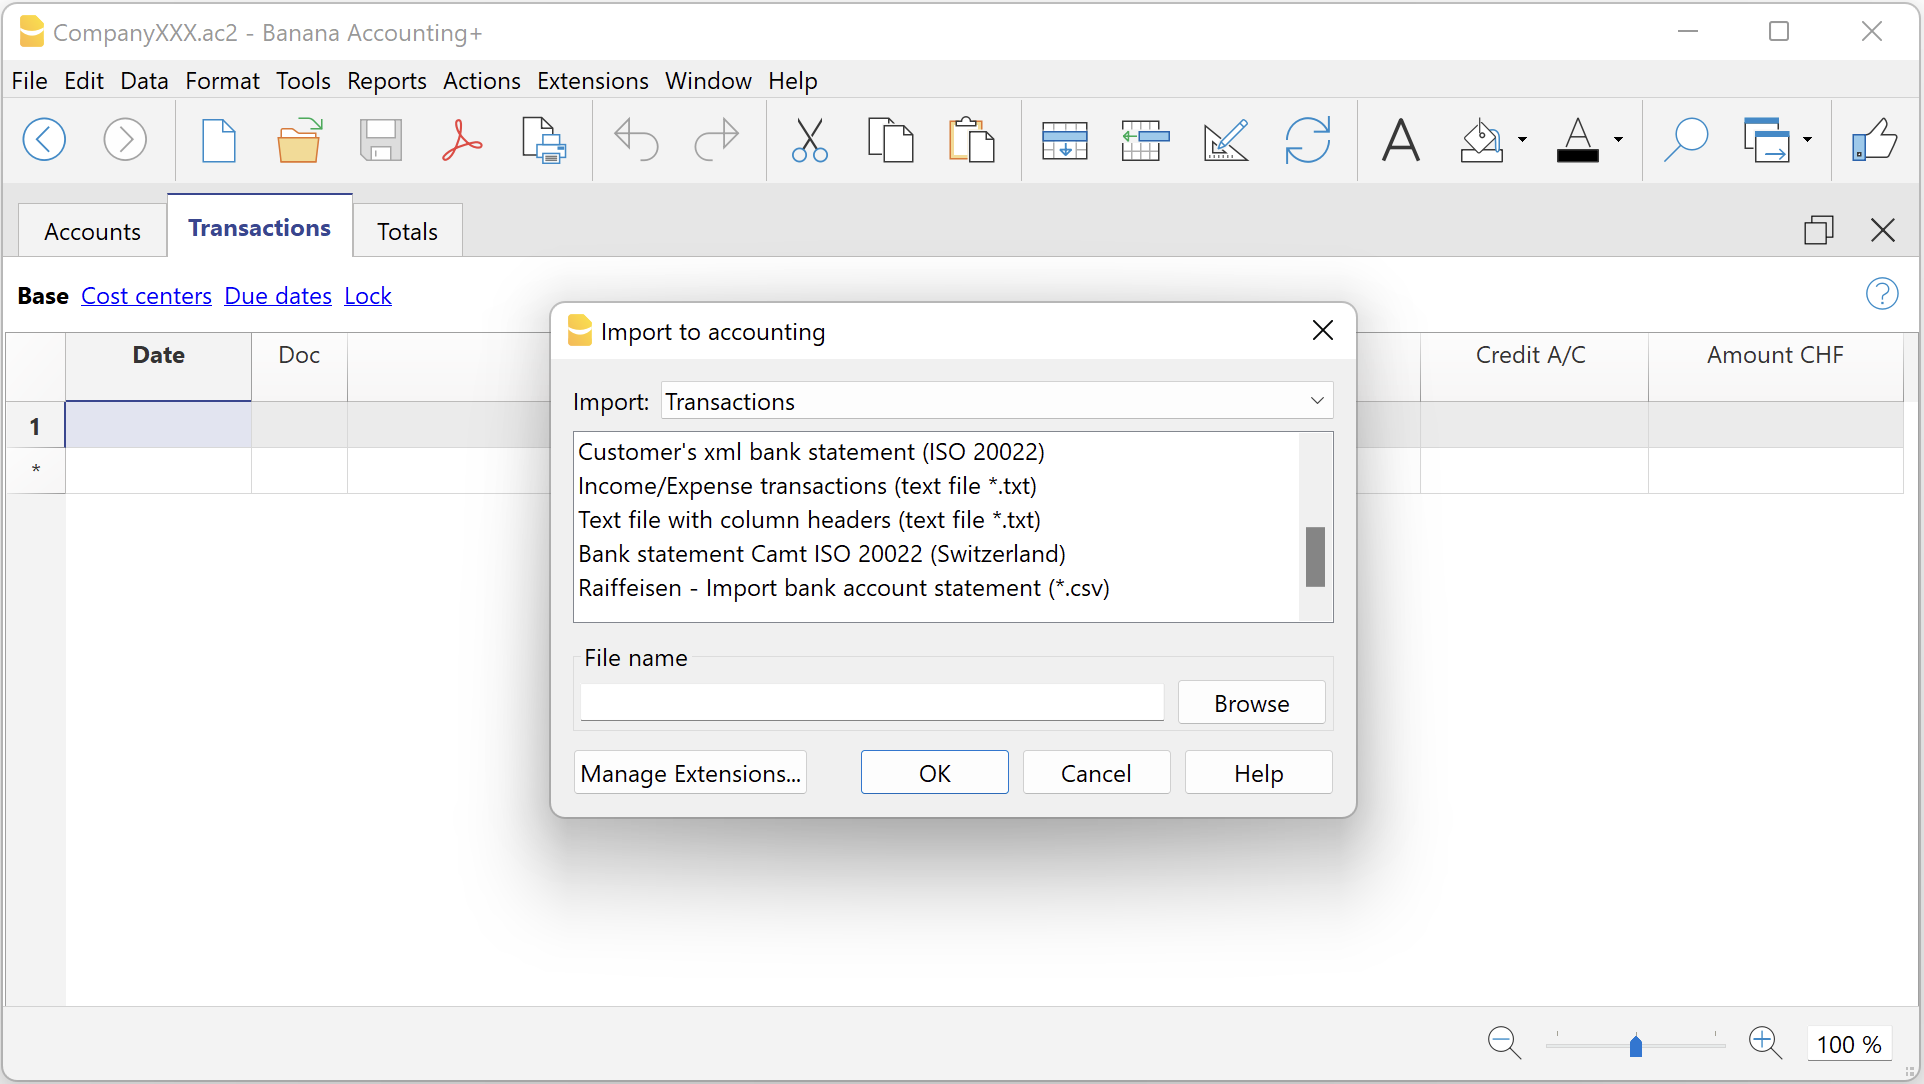 CompanyXXX.ac2 - Banana Accounting+
File Edit Data Format Tools Reports Actions Extensions Window Help
Accounts Transactions Totals
Base Cost centers Due dates Lock
Date Doc Credit A/C Amount CHF
1
*
Import to accounting
Import: Transactions
Customer's xml bank statement (ISO 20022)
Income/Expense transactions (text file *.txt)
Text file with column headers (text file *.txt)
Bank statement Camt ISO 20022 (Switzerland)
Raiffeisen - Import bank account statement (*.csv)
File name
Browse
Manage Extensions... OK Cancel Help
100 %